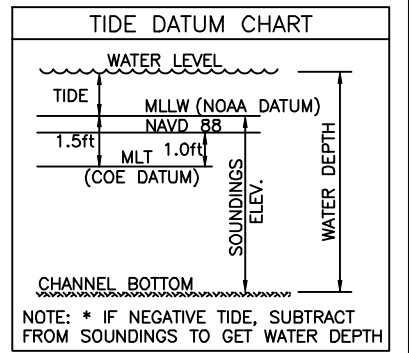 TIDE DATUM CHART
WATER LEVEL
TIDE
MLLW (NOAA DATUM)
NAVD 88
1.5ft
1.0ft
MLT
(COE DATUM)
SOUNDINGS
ELEV.
WATER DEPTH
CHANNEL BOTTOM
NOTE: * IF NEGATIVE TIDE, SUBTRACT
FROM SOUNDINGS TO GET WATER DEPTH